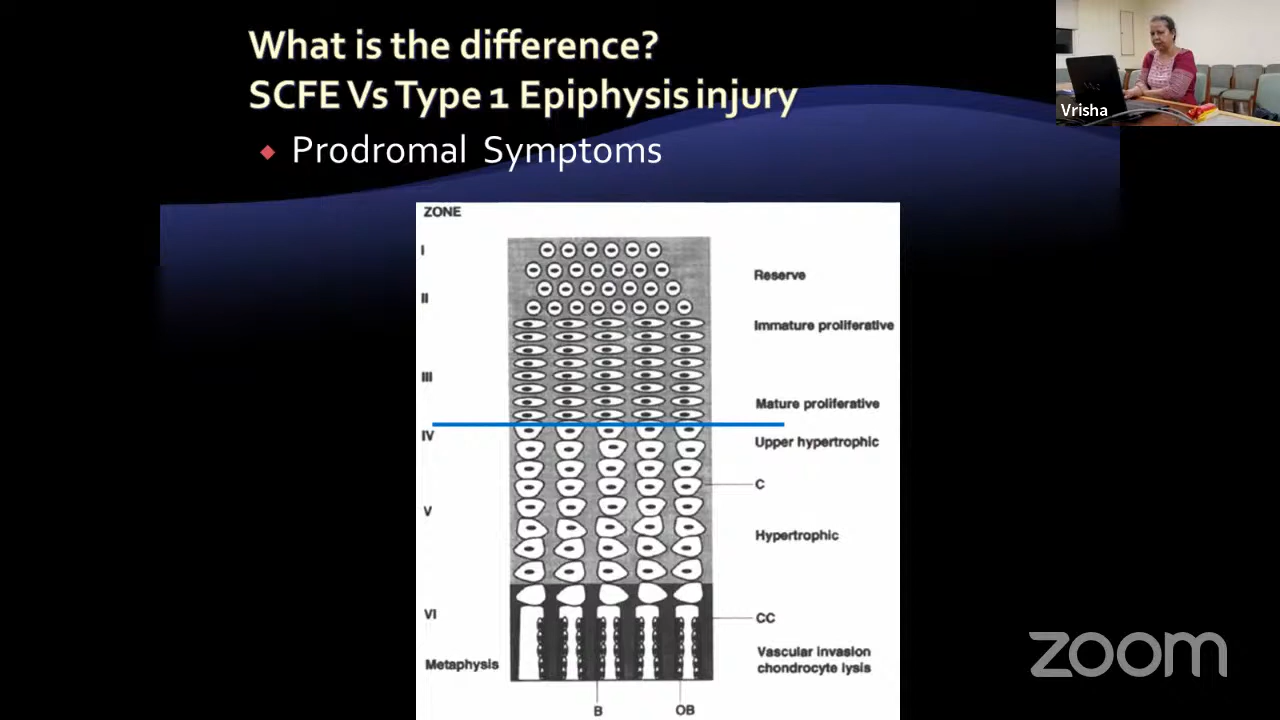 What is the difference?
SCFE Vs Type 1 Epiphysis injury
Prodromal Symptoms
Vrisha
ZONE
I
Reserve
II
Immature proliferative
III
Mature proliferative
IV
Upper hypertrophic
C
V
Hypertrophic
VI
CC
Vascular invasion
chondrocyte lysis
Metaphysis
B
OB
zoom